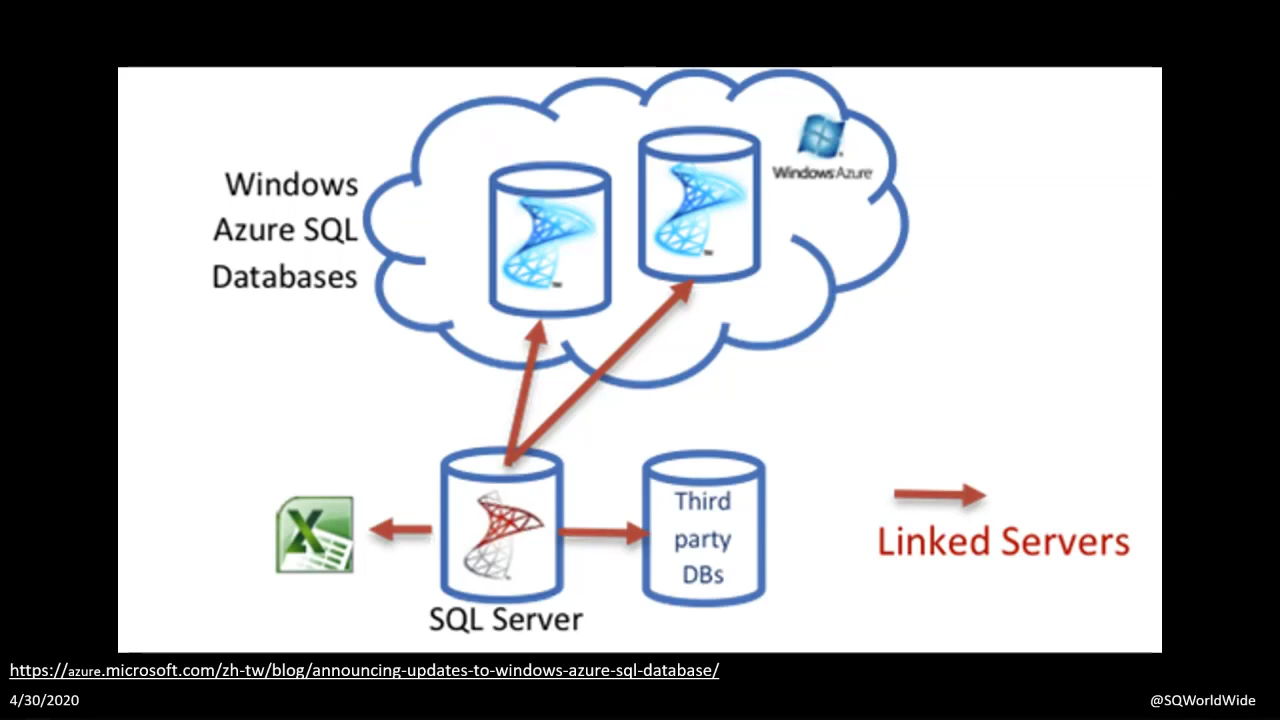 Windows
Azure SQL
Databases
Windows Azure
Third
party
DBs
Linked Servers
SQL Server
https://azure.microsoft.com/zh-tw/blog/announcing-updates-to-windows-azure-sql-database/
4/30/2020
@SQWorldWide